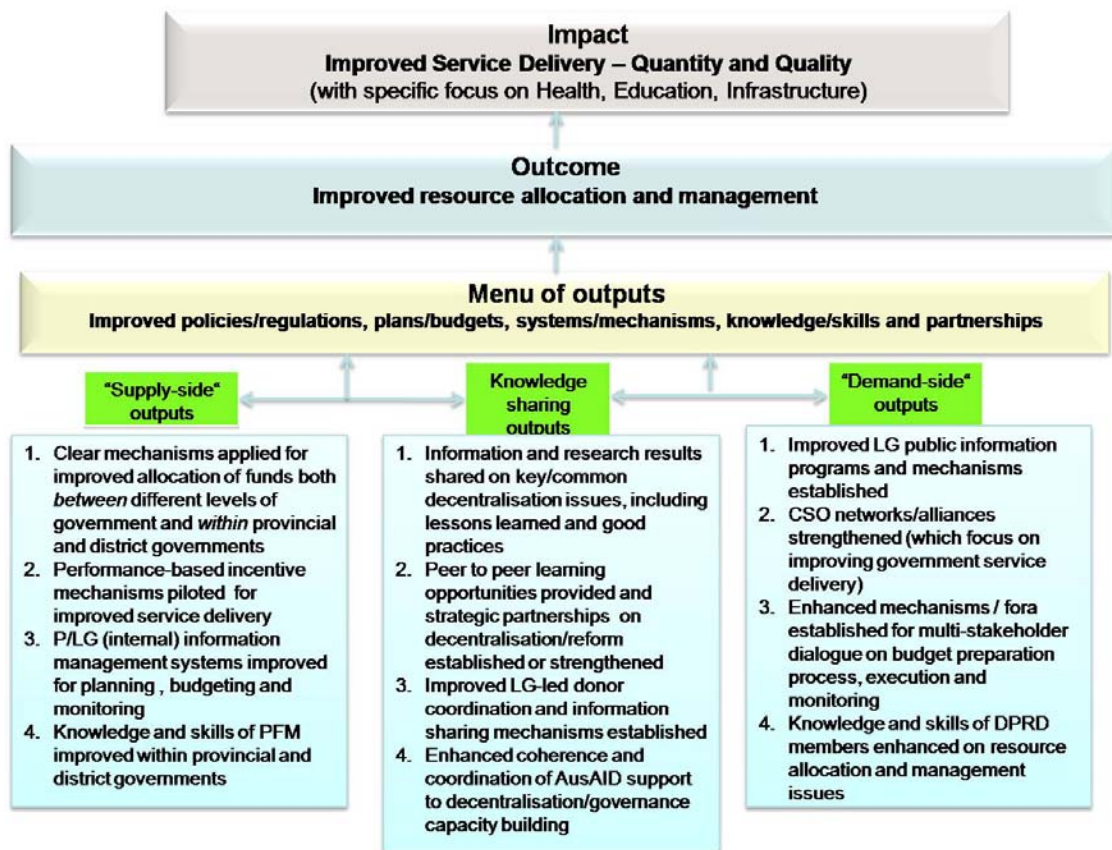 Impact
Improved Service Delivery – Quantity and Quality
(with specific focus on Health, Education, Infrastructure)
Outcome
Improved resource allocation and management
Menu of outputs
Improved policies/regulations, plans/budgets, systems/mechanisms, knowledge/skills and partnerships
“Supply-side“
outputs
1. Clear mechanisms applied for
improved allocation of funds both
between different levels of
government and within provincial
and district governments
2. Performance-based incentive
mechanisms piloted for
improved service delivery
3. P/LG (internal) information
management systems improved
for planning , budgeting and
monitoring
4. Knowledge and skills of PFM
improved within provincial and
district governments
Knowledge
sharing
outputs
1. Information and research results
shared on key/common
decentralisation issues, including
lessons learned and good
practices
2. Peer to peer learning
opportunities provided and
strategic partnerships on
decentralisation/reform
established or strengthened
3. Improved LG-led donor
coordination and information
sharing mechanisms established
4. Enhanced coherence and
coordination of AusAID support
to decentralisation/governance
capacity building
“Demand-side“
outputs
1. Improved LG public information
programs and mechanisms
established
2. CSO networks/alliances
strengthened (which focus on
improving government service
delivery)
3. Enhanced mechanisms / fora
established for multi-stakeholder
dialogue on budget preparation
process, execution and
monitoring
4. Knowledge and skills of DPRD
members enhanced on resource
allocation and management
issues